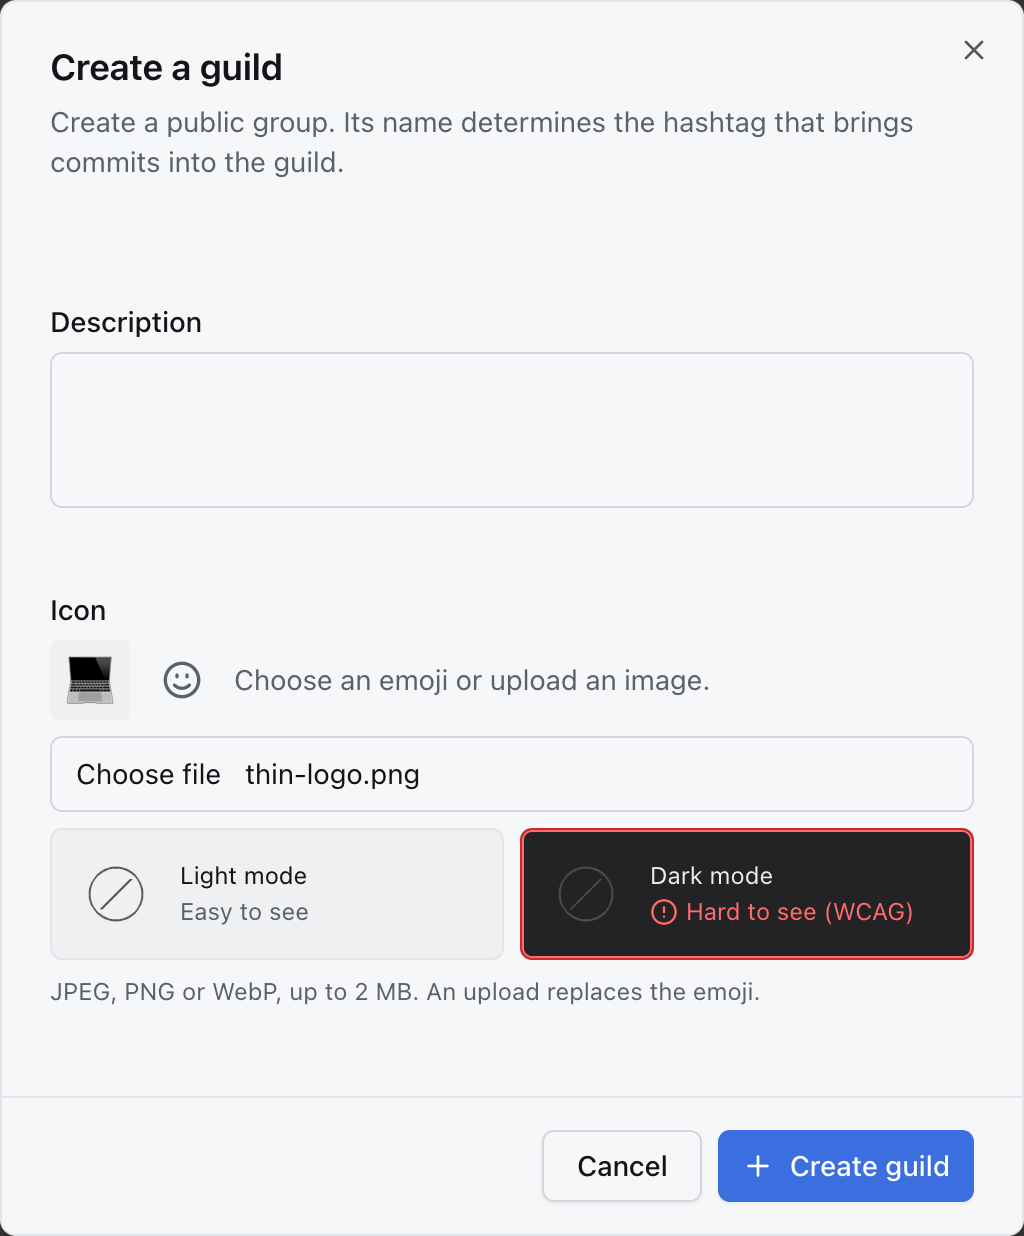 Create a guild
Create a public group. Its name determines the hashtag that brings
commits into the guild.
Description
Icon
Choose an emoji or upload an image.
Choose file thin-logo.png
Light mode
Easy to see
Dark mode
Hard to see (WCAG)
JPEG, PNG or WebP, up to 2 MB. An upload replaces the emoji.
Cancel
Create guild